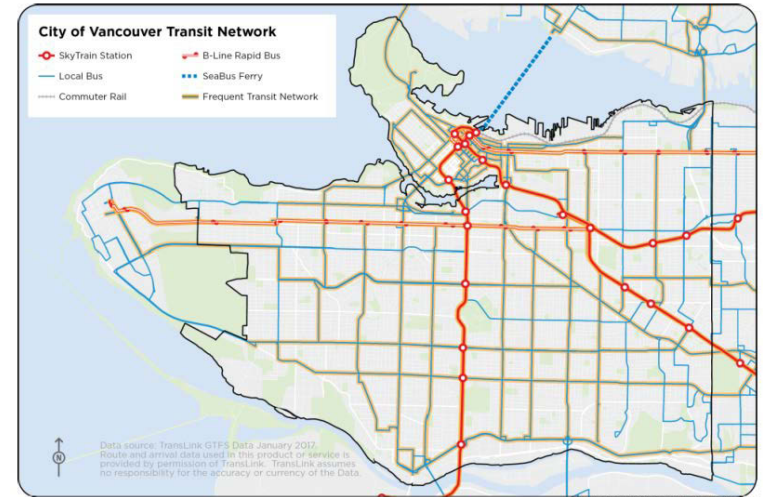 City of Vancouver Transit Network
SkyTrain Station
B-Line Rapid Bus
Local Bus
SeaBus Ferry
Commuter Rail
Frequent Transit Network
N
Data source: TransLink GTFS Data January 2017.
Route and arrival data used in this product or service is
provided by permission of TransLink. TransLink assumes
no responsibility for the accuracy or currency of the Data.